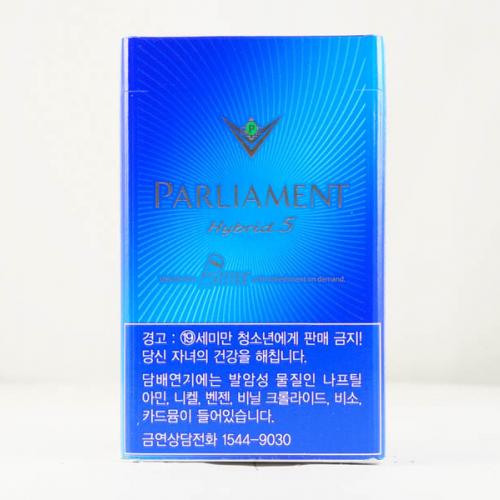 P
PARLIAMENT
Hybrid 5
on demand.
경고 : ⑲세미만 청소년에게 판매 금지!
당신 자녀의 건강을 해칩니다.
담배연기에는 발암성 물질인 나프틸
아민, 니켈, 벤젠, 비닐 크롤라이드, 비소,
카드뮴이 들어있습니다.
금연상담전화 1544-9030